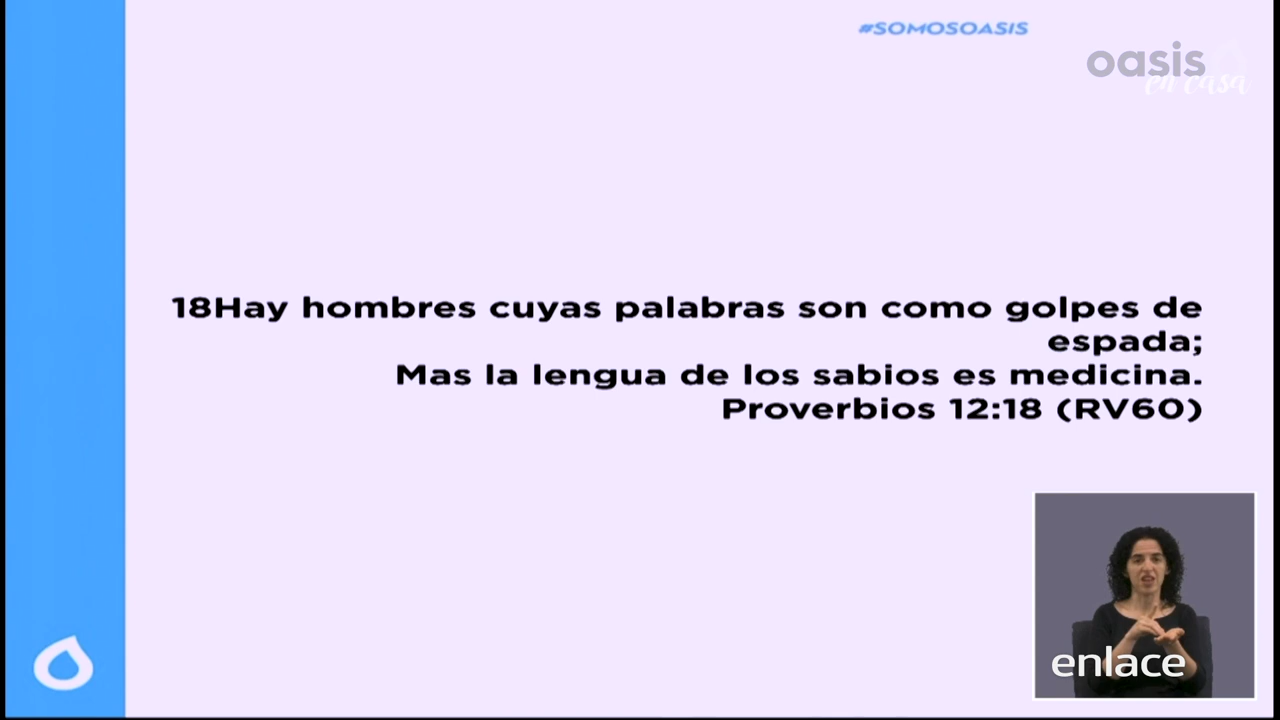 #SOMOSOASIS
oasis
en casa
18Hay hombres cuyas palabras son como golpes de
espada;
Mas la lengua de los sabios es medicina.
Proverbios 12:18 (RV60)
enlace